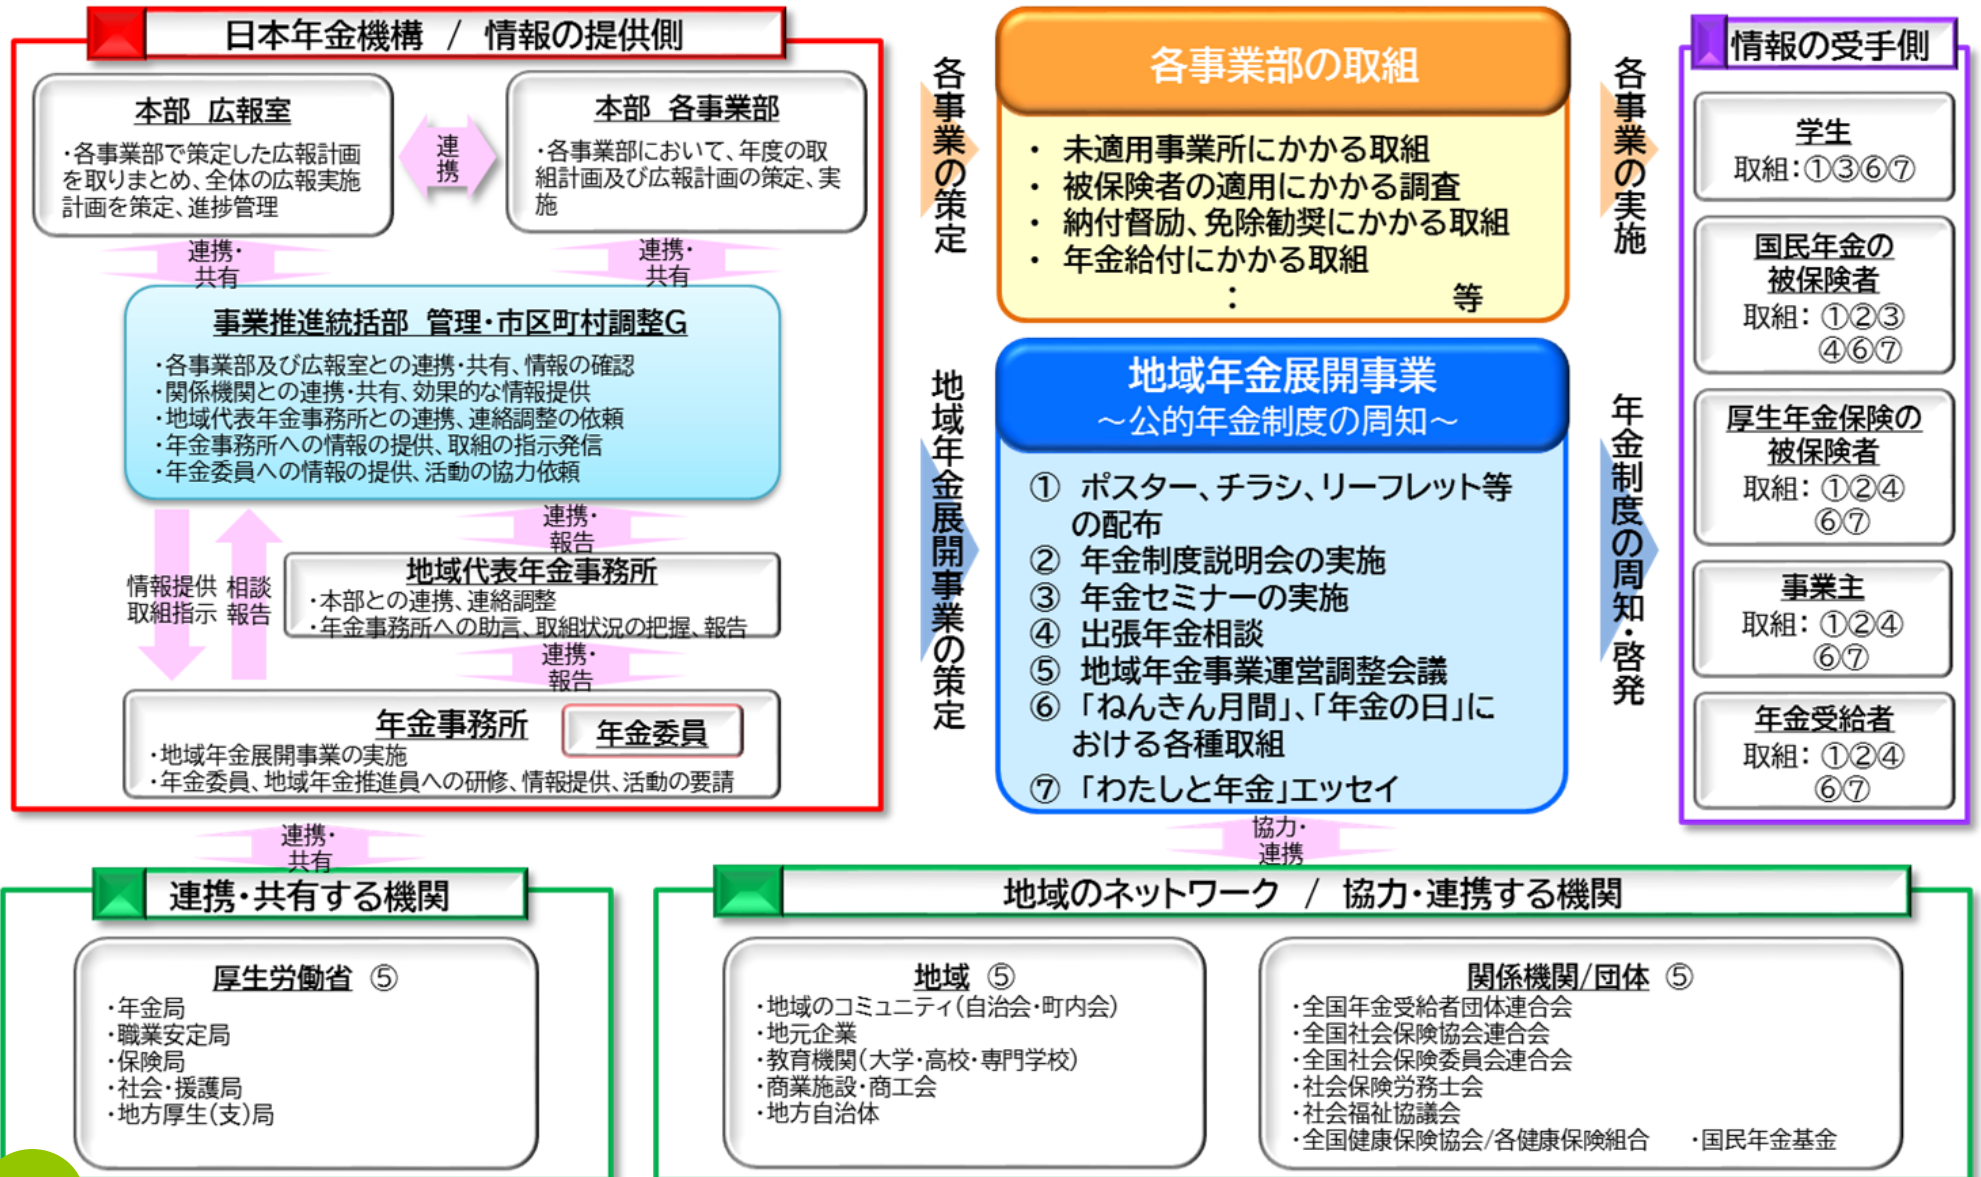 日本年金機構 / 情報の提供側
本部 広報室
・各事業部で策定した広報計画
を取りまとめ、全体の広報実施
計画を策定、進捗管理
連
携
本部 各事業部
・各事業部において、年度の取
組計画及び広報計画の策定、実
施
連携・
共有
連携・
共有
事業推進統括部 管理・市区町村調整G
・各事業部及び広報室との連携・共有、情報の確認
・関係機関との連携・共有、効果的な情報提供
・地域代表年金事務所との連携、連絡調整の依頼
・年金事務所への情報の提供、取組の指示発信
・年金委員への情報の提供、活動の協力依頼
連携・
報告
情報提供
取組指示
相談
報告
地域代表年金事務所
・本部との連携、連絡調整
・年金事務所への助言、取組状況の把握、報告
連携・
報告
年金事務所
年金委員
・地域年金展開事業の実施
・年金委員、地域年金推進員への研修、情報提供、活動の要請
各事業の策定
地域年金展開事業の策定
各事業部の取組
・ 未適用事業所にかかる取組
・ 被保険者の適用にかかる調査
・ 納付督励、免除勧奨にかかる取組
・ 年金給付にかかる取組
： 等
地域年金展開事業
～公的年金制度の周知～
① ポスター、チラシ、リーフレット等
の配布
② 年金制度説明会の実施
③ 年金セミナーの実施
④ 出張年金相談
⑤ 地域年金事業運営調整会議
⑥ 「ねんきん月間」、「年金の日」に
おける各種取組
⑦ 「わたしと年金」エッセイ
各事業の実施
年金制度の周知・啓発
情報の受手側
学生
取組：①③⑥⑦
国民年金の
被保険者
取組：①②③
④⑥⑦
厚生年金保険の
被保険者
取組：①②④
⑥⑦
事業主
取組：①②④
⑥⑦
年金受給者
取組：①②④
⑥⑦
連携・
共有
協力・
連携
連携・共有する機関
厚生労働省 ⑤
・年金局
・職業安定局
・保険局
・社会・援護局
・地方厚生(支)局
地域のネットワーク / 協力・連携する機関
地域 ⑤
・地域のコミュニティ(自治会・町内会)
・地元企業
・教育機関(大学・高校・専門学校)
・商業施設・商工会
・地方自治体
関係機関/団体 ⑤
・全国年金受給者団体連合会
・全国社会保険協会連合会
・全国社会保険委員会連合会
・社会保険労務士会
・社会福祉協議会
・全国健康保険協会/各健康保険組合 ・国民年金基金